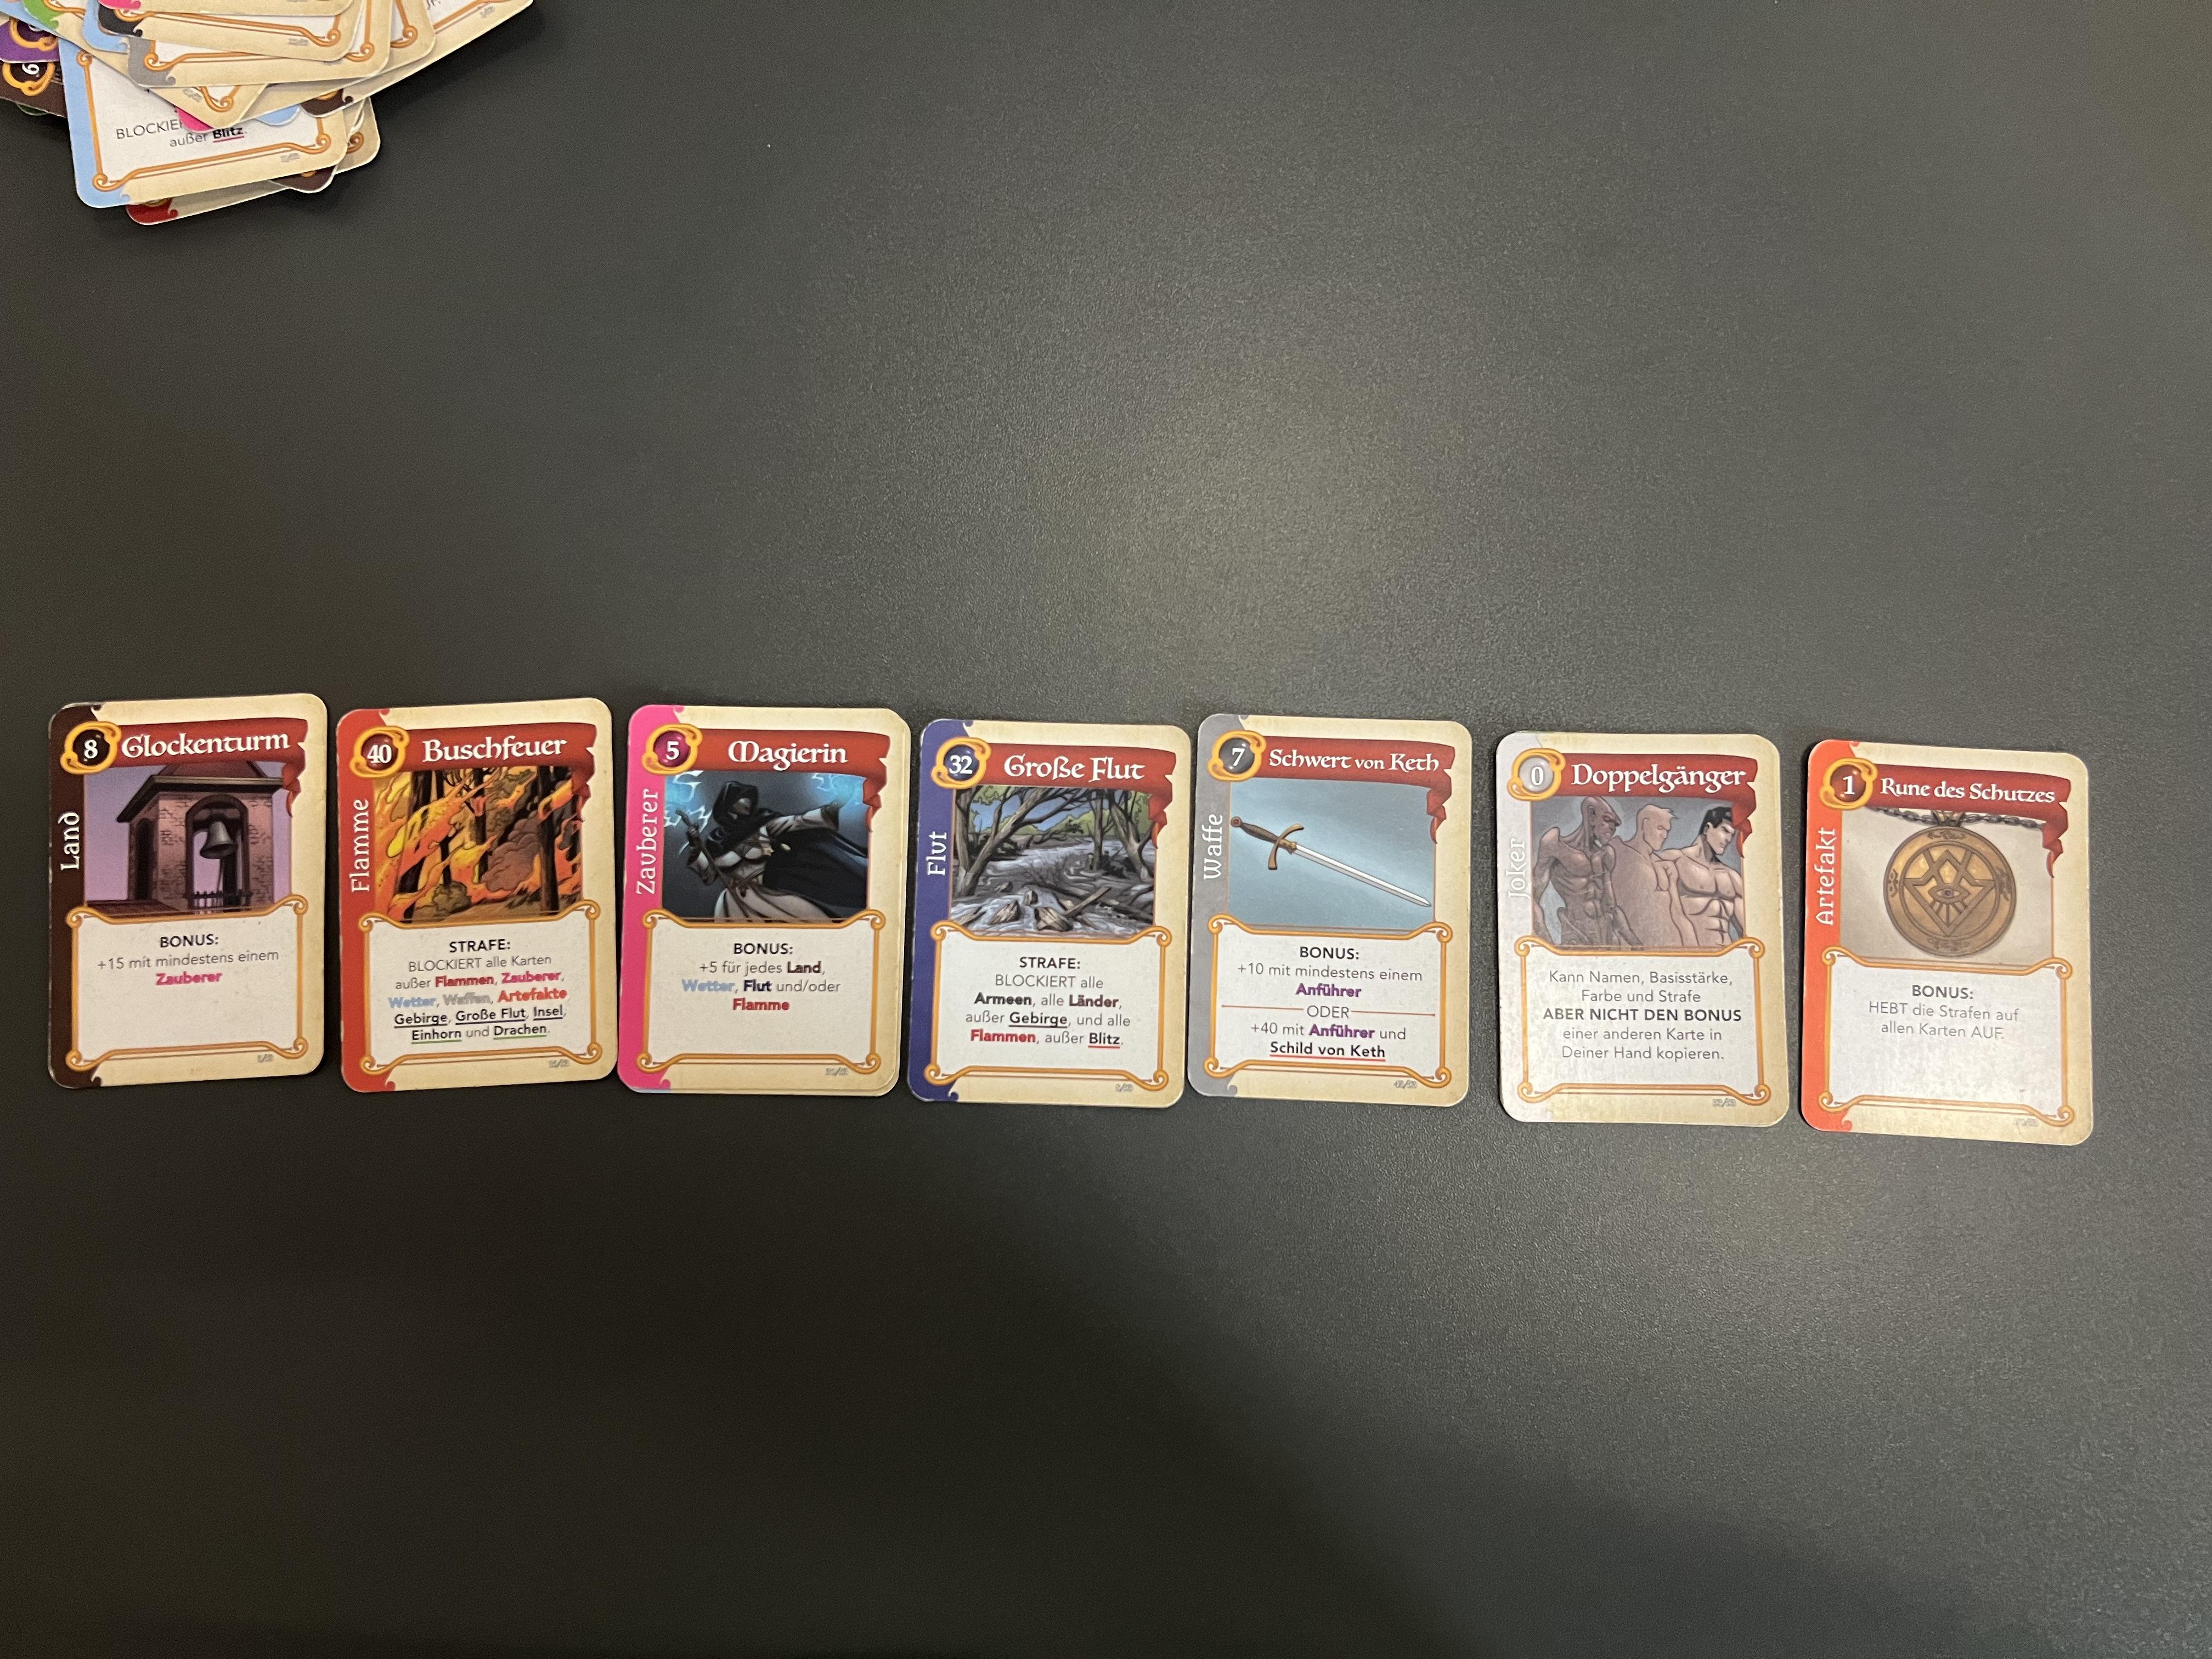 BLOCKIE
außer Blitz.
8 Glockenturm
Land
BONUS:
+15 mit mindestens einem
Zauberer
40 Buschfeuer
Flamme
STRAFE:
BLOCKIERT alle Karten
außer Flammen, Zauberer,
Wetter, Waffen, Artefakte
Gebirge, Große Flut, Insel,
Einhorn und Drachen.
5 Magierin
Zauberer
BONUS:
+5 für jedes Land,
Wetter, Flut und/oder
Flamme
32 Große Flut
Flut
STRAFE:
BLOCKIERT alle
Armeen, alle Länder,
außer Gebirge, und alle
Flammen, außer Blitz.
7 Schwert von Keth
Waffe
BONUS:
+10 mit mindestens einem
Anführer
ODER
+40 mit Anführer und
Schild von Keth
0 Doppelgänger
Joker
Kann Namen, Basisstärke,
Farbe und Strafe
ABER NICHT DEN BONUS
einer anderen Karte in
Deiner Hand kopieren.
1 Rune des Schutzes
Artefakt
BONUS:
HEBT die Strafen auf
allen Karten AUF.